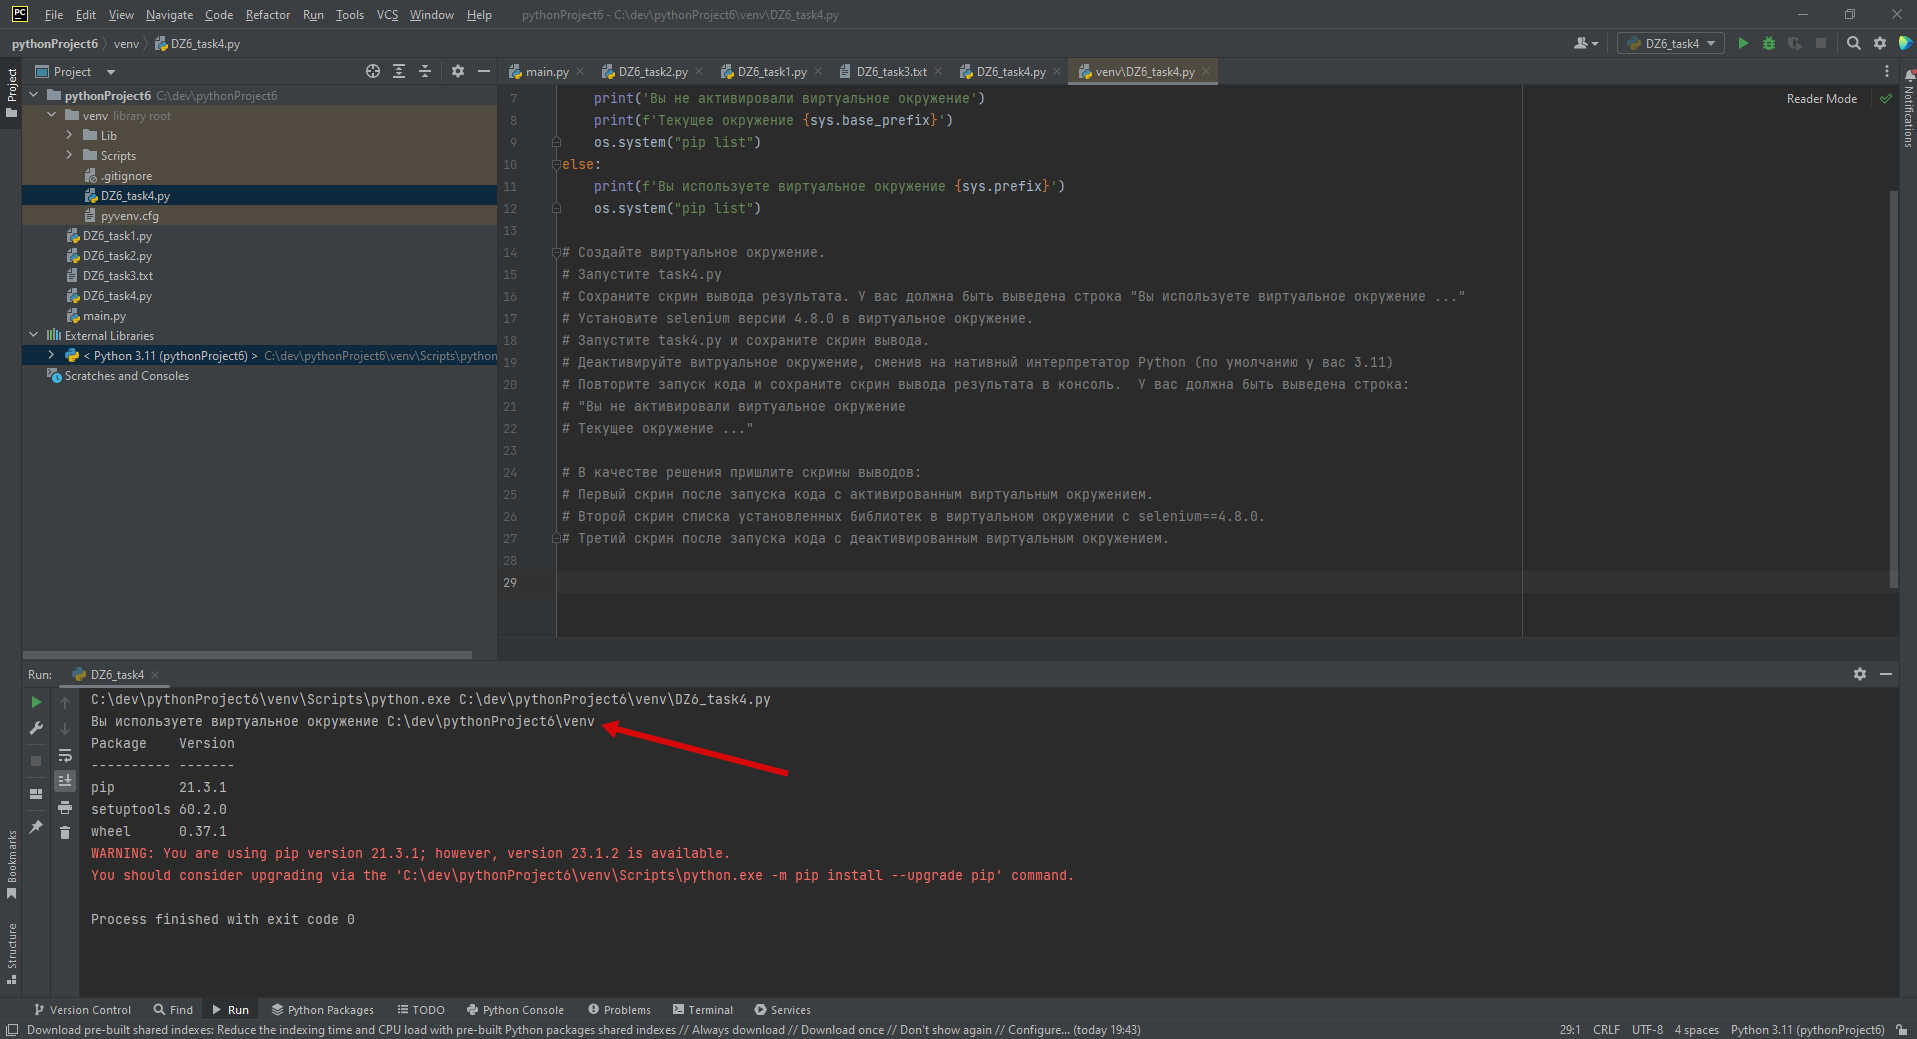 PC File Edit View Navigate Code Refactor Run Tools VCS Window Help pythonProject6 - C:\dev\pythonProject6\venv\DZ6_task4.py
pythonProject6 venv DZ6_task4.py DZ6_task4
Project
Project
main.py DZ6_task2.py DZ6_task1.py DZ6_task3.txt DZ6_task4.py venv\DZ6_task4.py
Notifications
pythonProject6 C:\dev\pythonProject6
venv library root
Lib
Scripts
.gitignore
DZ6_task4.py
pyvenv.cfg
DZ6_task1.py
DZ6_task2.py
DZ6_task3.txt
DZ6_task4.py
main.py
External Libraries
< Python 3.11 (pythonProject6) > C:\dev\pythonProject6\venv\Scripts\python
Scratches and Consoles
Reader Mode
7 print('Вы не активировали виртуальное окружение')
8 print(f'Текущее окружение {sys.base_prefix}')
9 os.system("pip list")
10 else:
11 print(f'Вы используете виртуальное окружение {sys.prefix}')
12 os.system("pip list")
13
14 # Создайте виртуальное окружение.
15 # Запустите task4.py
16 # Сохраните скрин вывода результата. У вас должна быть выведена строка "Вы используете виртуальное окружение ..."
17 # Установите selenium версии 4.8.0 в виртуальное окружение.
18 # Запустите task4.py и сохраните скрин вывода.
19 # Деактивируйте витруальное окружение, сменив на нативный интерпретатор Python (по умолчанию у вас 3.11)
20 # Повторите запуск кода и сохраните скрин вывода результата в консоль.  У вас должна быть выведена строка:
21 # "Вы не активировали виртуальное окружение
22 # Текущее окружение ..."
23
24 # В качестве решения пришлите скрины выводов:
25 # Первый скрин после запуска кода с активированным виртуальным окружением.
26 # Второй скрин списка установленных библиотек в виртуальном окружении с selenium==4.8.0.
27 # Третий скрин после запуска кода с деактивированным виртуальным окружением.
28
29
Run: DZ6_task4
C:\dev\pythonProject6\venv\Scripts\python.exe C:\dev\pythonProject6\venv\DZ6_task4.py
Вы используете виртуальное окружение C:\dev\pythonProject6\venv
Package    Version
---------- -------
pip        21.3.1
setuptools 60.2.0
wheel      0.37.1
WARNING: You are using pip version 21.3.1; however, version 23.1.2 is available.
You should consider upgrading via the 'C:\dev\pythonProject6\venv\Scripts\python.exe -m pip install --upgrade pip' command.
Process finished with exit code 0
Bookmarks
Structure
Version Control Find Run Python Packages TODO Python Console Problems Terminal Services
Download pre-built shared indexes: Reduce the indexing time and CPU load with pre-built Python packages shared indexes // Always download // Download once // Don't show again // Configure... (today 19:43) 29:1 CRLF UTF-8 4 spaces Python 3.11 (pythonProject6)